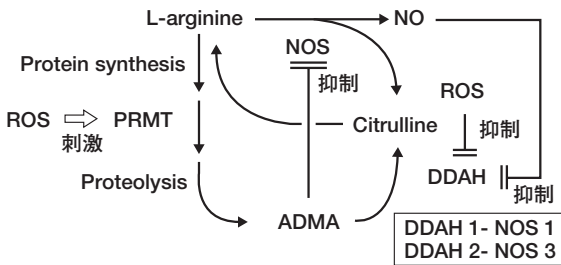 L-arginine
NO
NOS
抑制
Protein synthesis
ROS
刺激
PRMT
Citrulline
ROS
抑制
Proteolysis
DDAH
抑制
ADMA
DDAH 1- NOS 1
DDAH 2- NOS 3